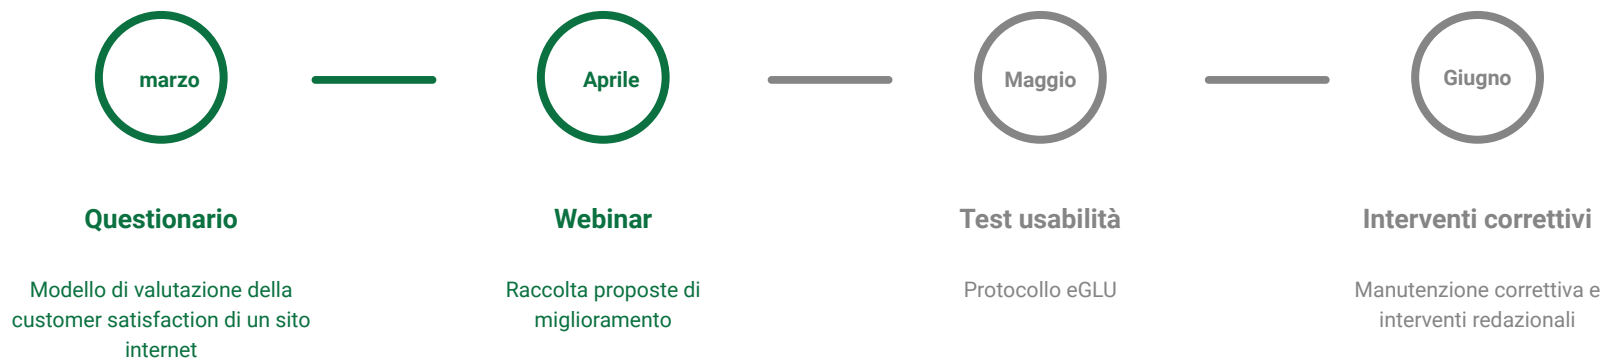 marzo
Aprile
Maggio
Giugno
Questionario
Webinar
Test usabilità
Interventi correttivi
Modello di valutazione della
customer satisfaction di un sito
internet
Raccolta proposte di
miglioramento
Protocollo eGLU
Manutenzione correttiva e
interventi redazionali